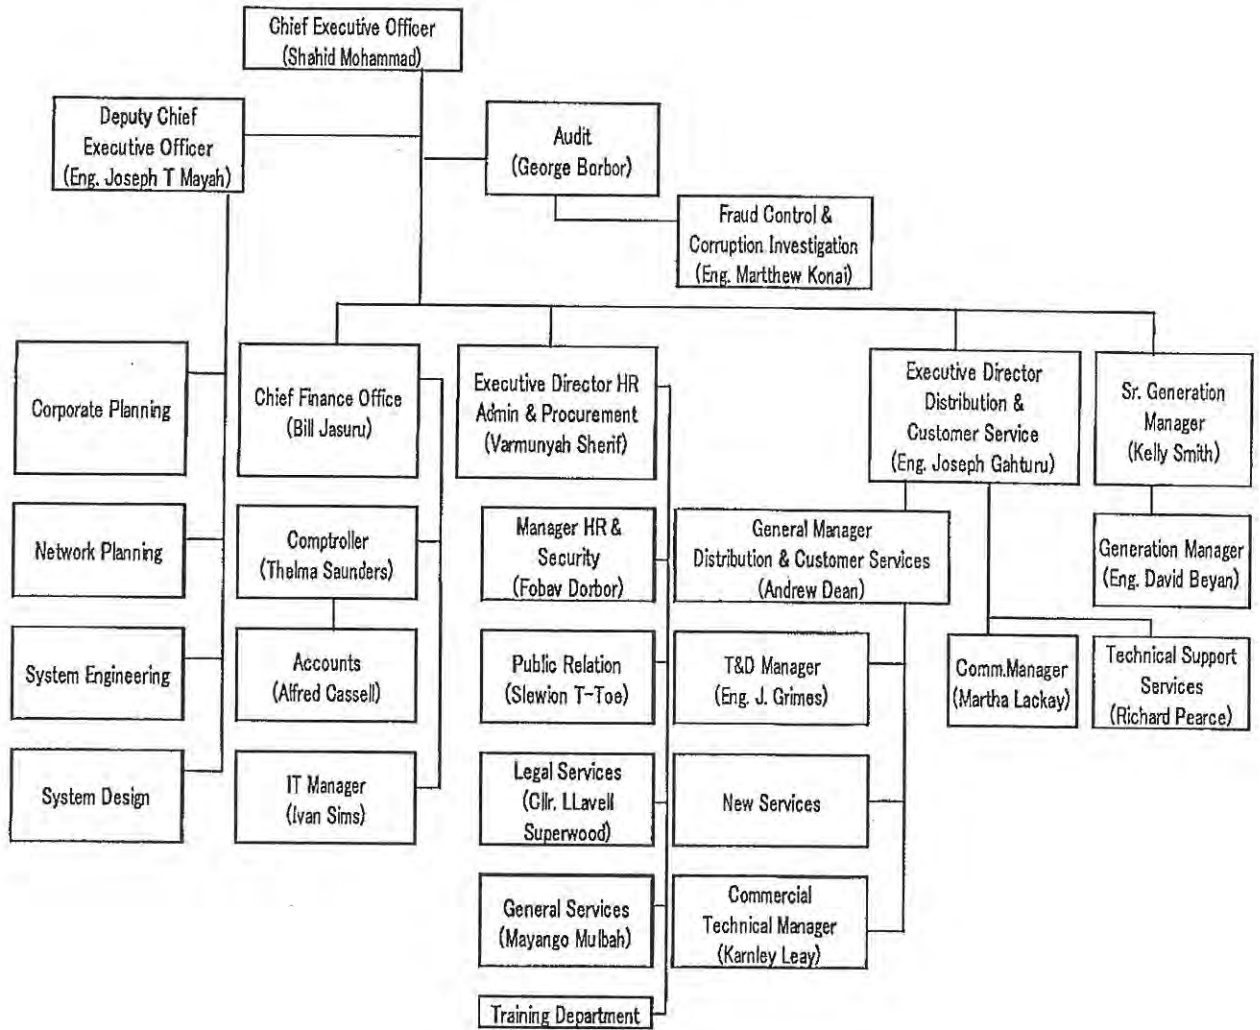 Chief Executive Officer
(Shahid Mohammad)
Deputy Chief
Executive Officer
(Eng. Joseph T Mayah)
Audit
(George Borbor)
Fraud Control &
Corruption Investigation
(Eng. Martthew Konai)
Corporate Planning
Chief Finance Office
(Bill Jasuru)
Executive Director HR
Admin & Procurement
(Varmunyah Sherif)
Executive Director
Distribution &
Customer Service
(Eng. Joseph Gahturu)
Sr. Generation
Manager
(Kelly Smith)
Network Planning
Comptroller
(Thelma Saunders)
Manager HR &
Security
(Fobav Dorbor)
General Manager
Distribution & Customer Services
(Andrew Dean)
Generation Manager
(Eng. David Beyan)
System Engineering
Accounts
(Alfred Cassell)
Public Relation
(Slewion T-Toe)
T&D Manager
(Eng. J. Grimes)
Comm.Manager
(Martha Lackay)
Technical Support
Services
(Richard Pearce)
System Design
IT Manager
(Ivan Sims)
Legal Services
(Cllr. LLavell
Superwood)
New Services
General Services
(Mayango Mulbah)
Commercial
Technical Manager
(Karnley Leay)
Training Department